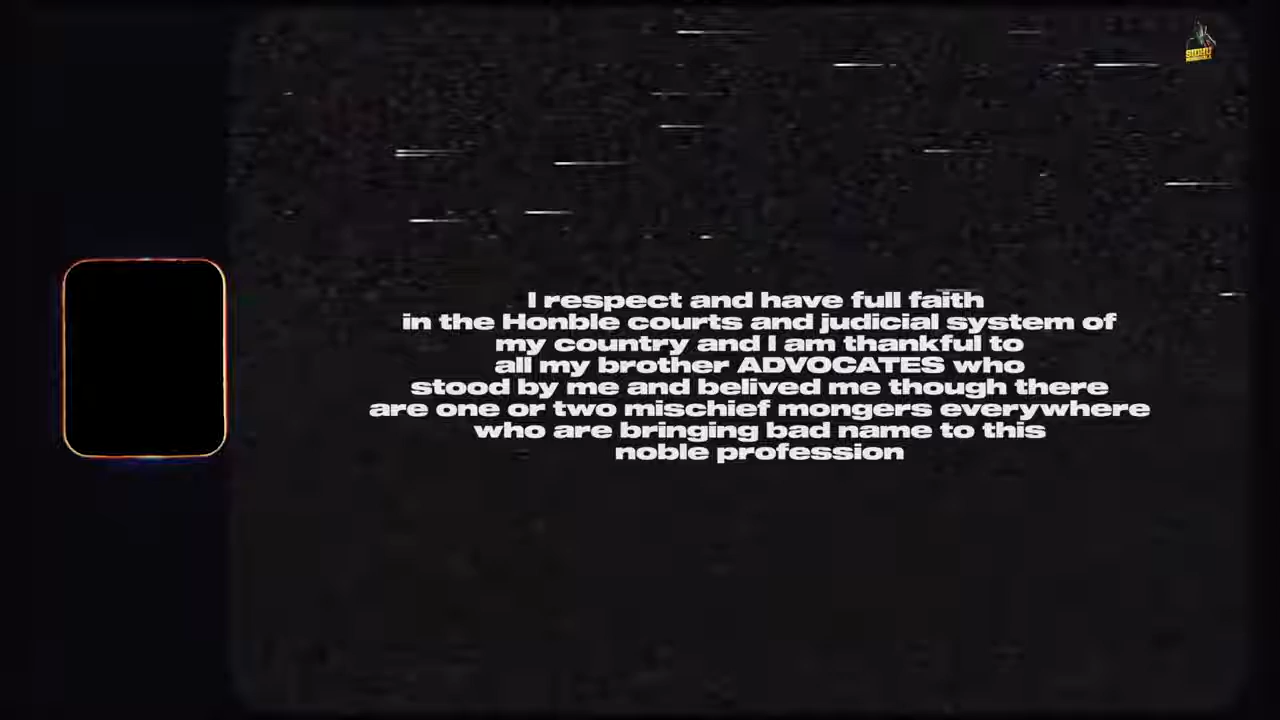 I respect and have full faith
in the Honble courts and judicial system of
my country and I am thankful to
all my brother ADVOCATES who
stood by me and belived me though there
are one or two mischief mongers everywhere
who are bringing bad name to this
noble profession